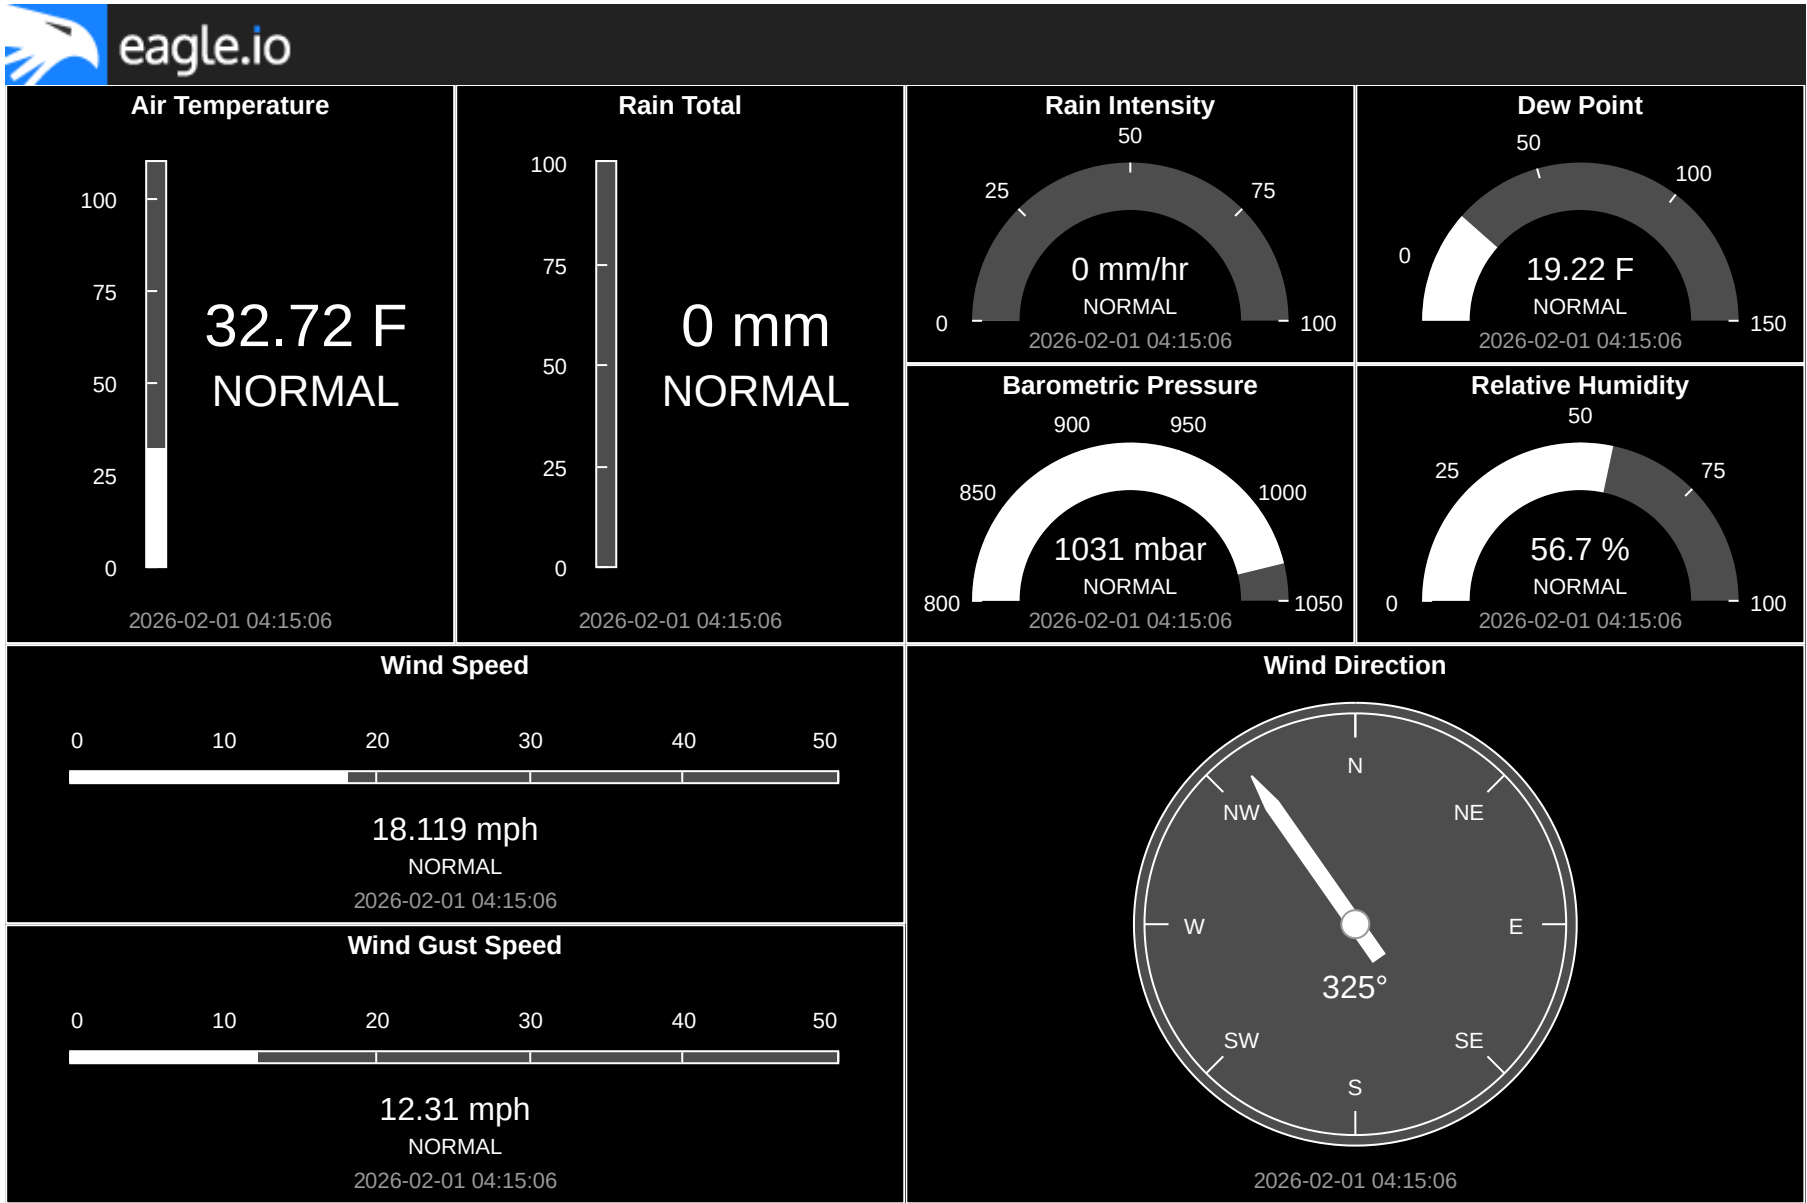 eagle.io
Air Temperature
100
75
50
25
0
32.72 F
NORMAL
2026-02-01 04:15:06
Rain Total
100
75
50
25
0
0 mm
NORMAL
2026-02-01 04:15:06
Rain Intensity
0
25
50
75
100
0 mm/hr
NORMAL
2026-02-01 04:15:06
Dew Point
0
50
100
150
19.22 F
NORMAL
2026-02-01 04:15:06
Barometric Pressure
800
850
900
950
1000
1050
1031 mbar
NORMAL
2026-02-01 04:15:06
Relative Humidity
0
25
50
75
100
56.7 %
NORMAL
2026-02-01 04:15:06
Wind Speed
0 10 20 30 40 50
18.119 mph
NORMAL
2026-02-01 04:15:06
Wind Gust Speed
0 10 20 30 40 50
12.31 mph
NORMAL
2026-02-01 04:15:06
Wind Direction
N
NW NE
W E
325°
SW SE
S
2026-02-01 04:15:06